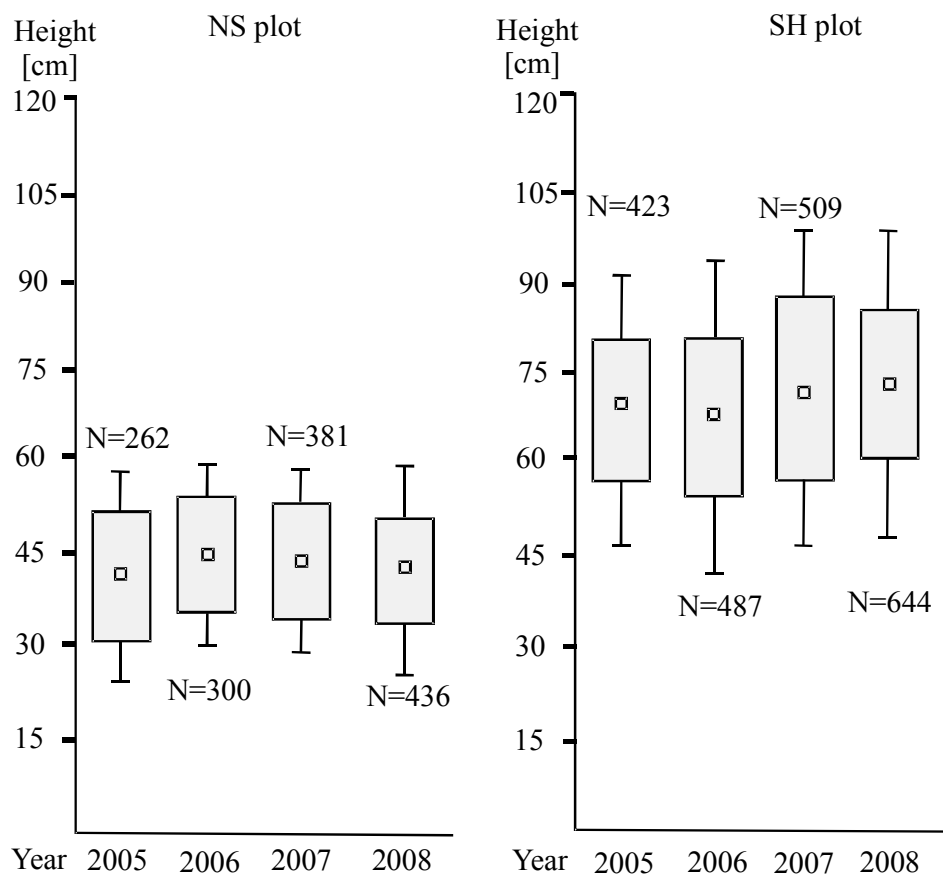 Height
[cm]
NS plot
120
105
90
75
60
45
30
15
N=262
N=381
N=300
N=436
Year 2005 2006 2007 2008
Height
[cm]
SH plot
120
105
90
75
60
45
30
15
N=423
N=509
N=487
N=644
Year 2005 2006 2007 2008